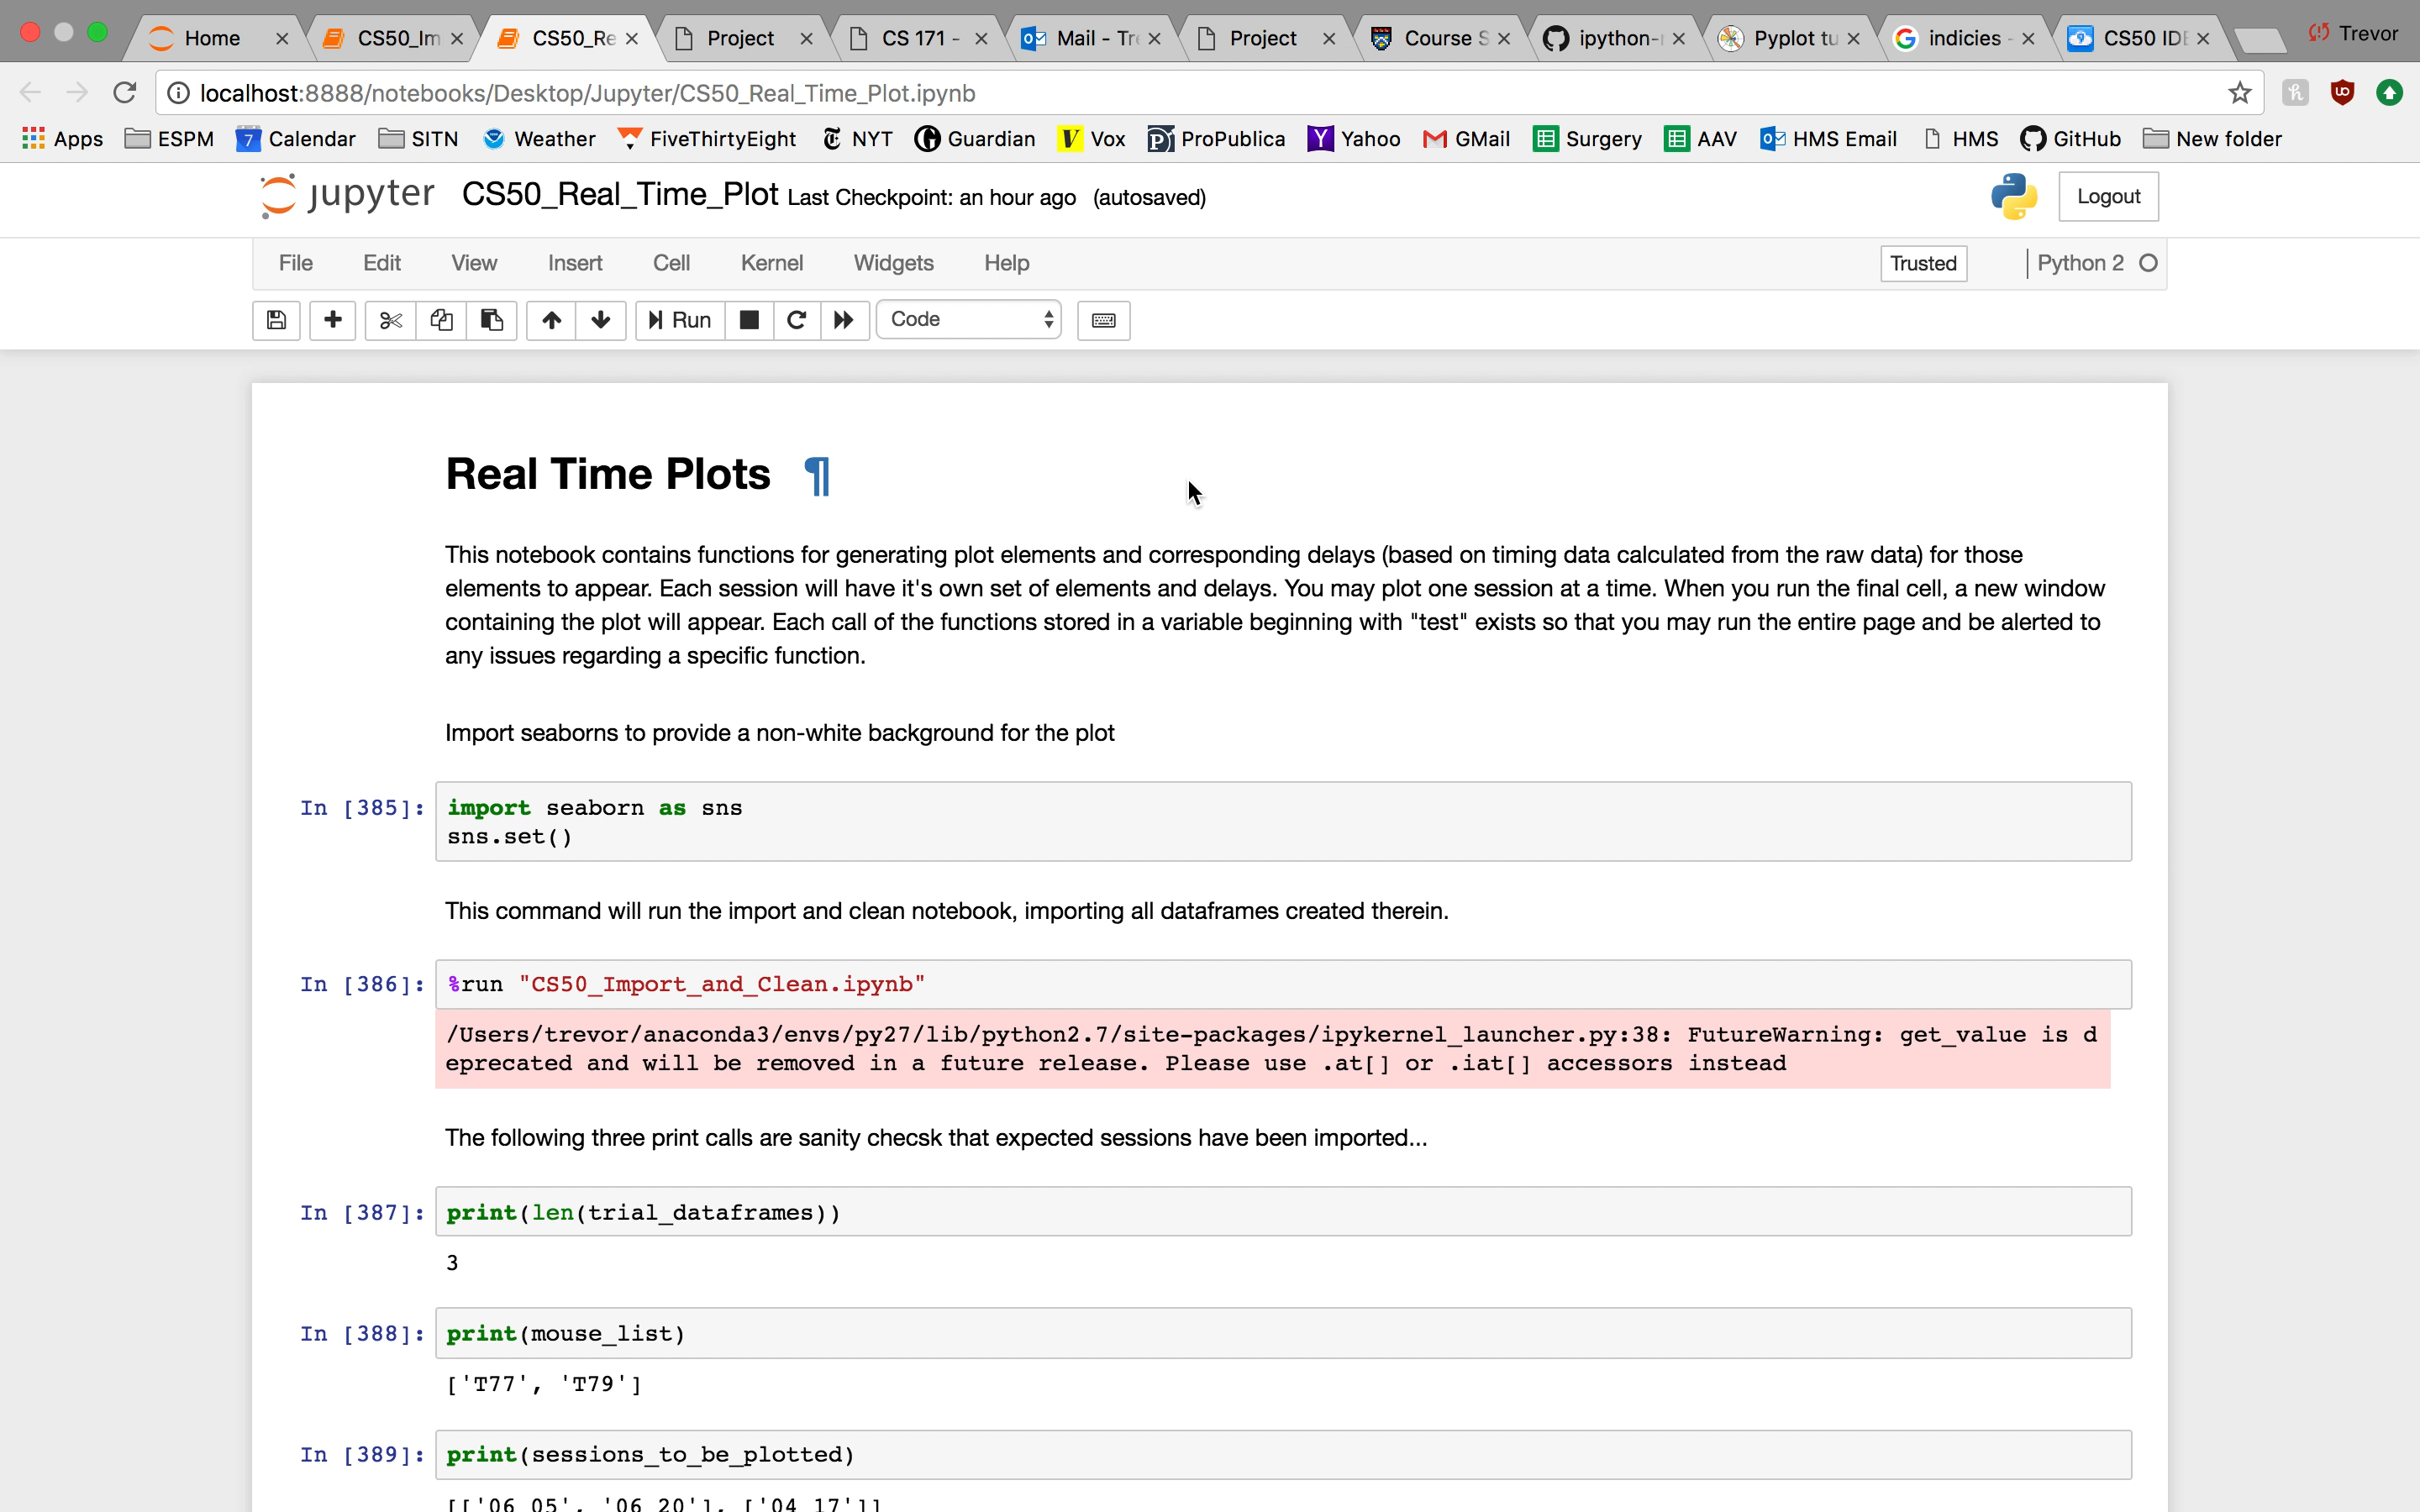 Home CS50_Im CS50_Re Project CS 171 - Mail - Tre Project Course S ipython- Pyplot tu indicies - CS50 IDE Trevor
localhost:8888/notebooks/Desktop/Jupyter/CS50_Real_Time_Plot.ipynb
Apps ESPM 7 Calendar SITN Weather FiveThirtyEight NYT Guardian Vox ProPublica Yahoo GMail Surgery AAV HMS Email HMS GitHub New folder
jupyter CS50_Real_Time_Plot Last Checkpoint: an hour ago (autosaved) Logout
File Edit View Insert Cell Kernel Widgets Help Trusted Python 2
Run Code
Real Time Plots ¶
This notebook contains functions for generating plot elements and corresponding delays (based on timing data calculated from the raw data) for those
elements to appear. Each session will have it's own set of elements and delays. You may plot one session at a time. When you run the final cell, a new window
containing the plot will appear. Each call of the functions stored in a variable beginning with "test" exists so that you may run the entire page and be alerted to
any issues regarding a specific function.
Import seaborns to provide a non-white background for the plot
In [385]: import seaborn as sns
sns.set()
This command will run the import and clean notebook, importing all dataframes created therein.
In [386]: %run "CS50_Import_and_Clean.ipynb"
/Users/trevor/anaconda3/envs/py27/lib/python2.7/site-packages/ipykernel_launcher.py:38: FutureWarning: get_value is d
eprecated and will be removed in a future release. Please use .at[] or .iat[] accessors instead
The following three print calls are sanity checsk that expected sessions have been imported...
In [387]: print(len(trial_dataframes))
3
In [388]: print(mouse_list)
['T77', 'T79']
In [389]: print(sessions_to_be_plotted)
[['06_05', '06_20'], ['04_17']]